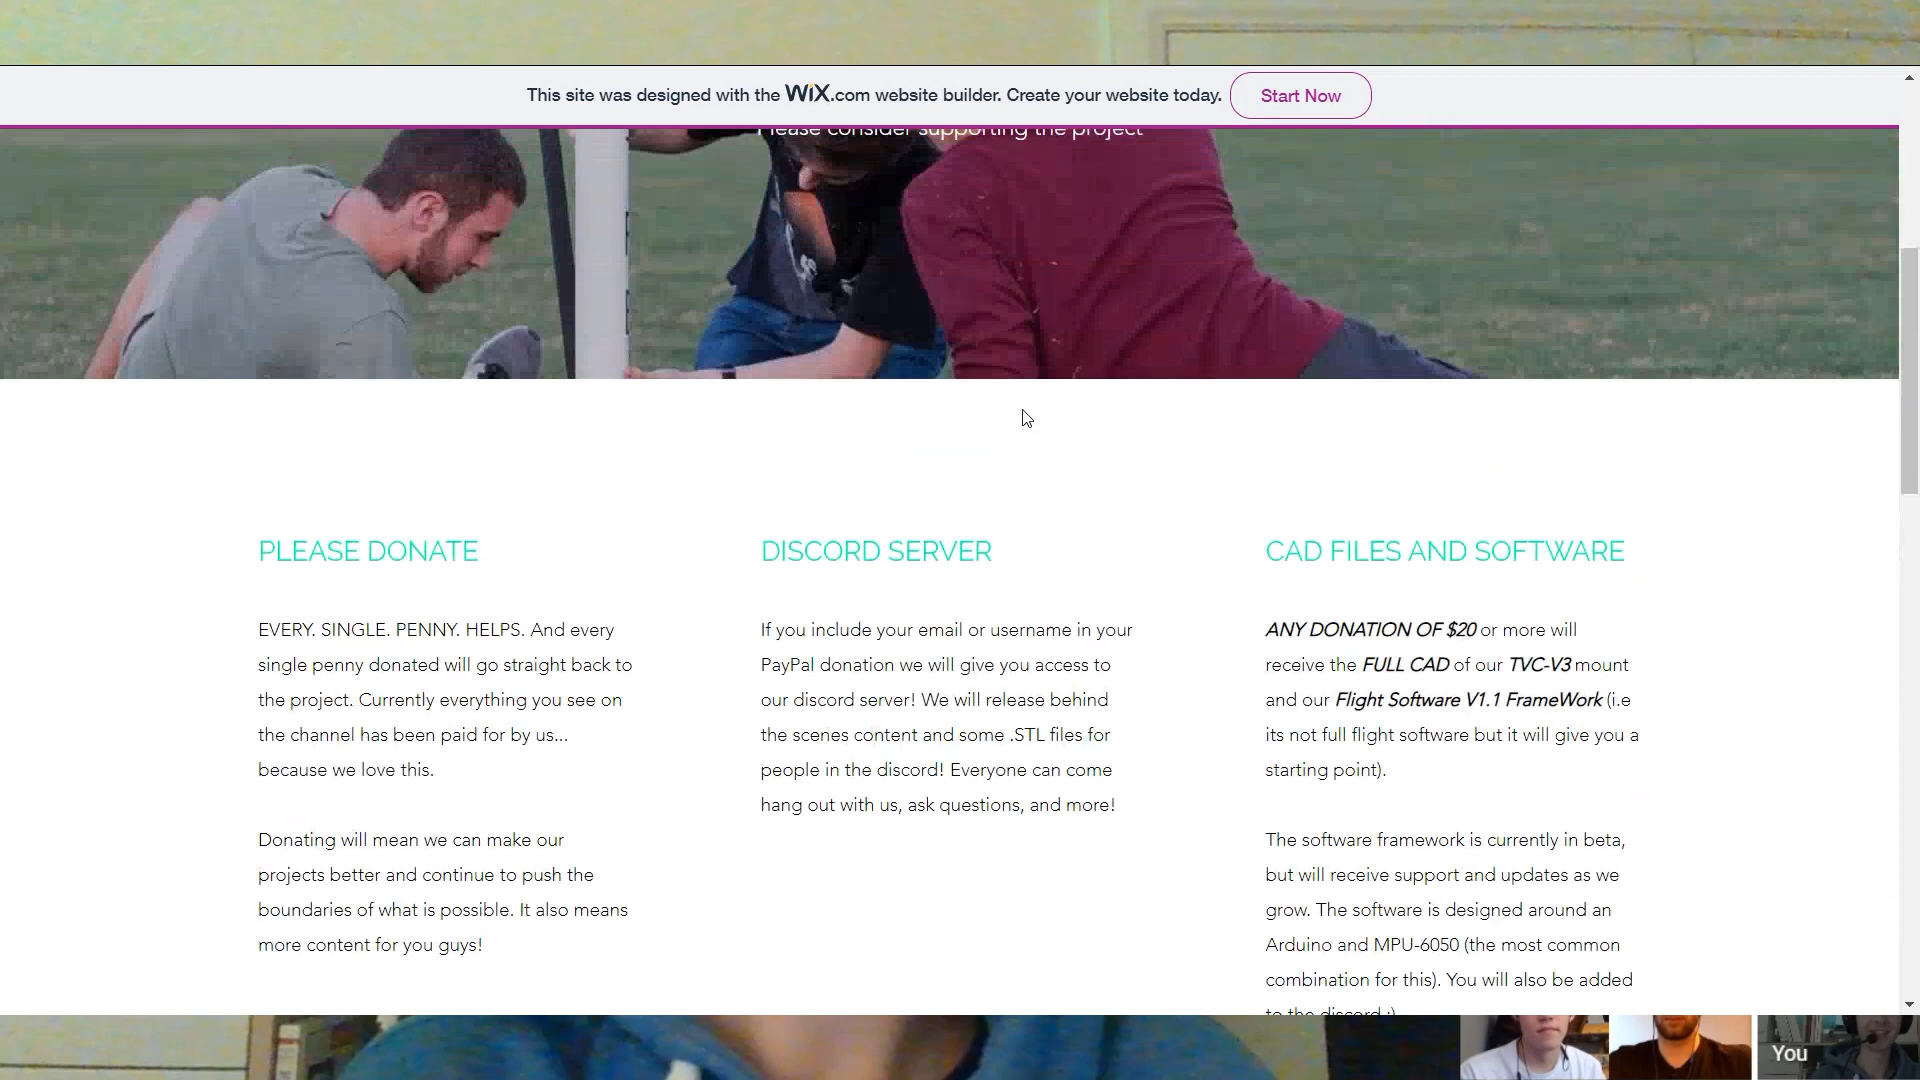 This site was designed with the WiX.com website builder. Create your website today.
Start Now
Please consider supporting the project
PLEASE DONATE
EVERY. SINGLE. PENNY. HELPS. And every
single penny donated will go straight back to
the project. Currently everything you see on
the channel has been paid for by us...
because we love this.
Donating will mean we can make our
projects better and continue to push the
boundaries of what is possible. It also means
more content for you guys!
DISCORD SERVER
If you include your email or username in your
PayPal donation we will give you access to
our discord server! We will release behind
the scenes content and some .STL files for
people in the discord! Everyone can come
hang out with us, ask questions, and more!
CAD FILES AND SOFTWARE
ANY DONATION OF $20 or more will
receive the FULL CAD of our TVC-V3 mount
and our Flight Software V1.1 FrameWork (i.e
its not full flight software but it will give you a
starting point).
The software framework is currently in beta,
but will receive support and updates as we
grow. The software is designed around an
Arduino and MPU-6050 (the most common
combination for this). You will also be added
to the discord :)
You